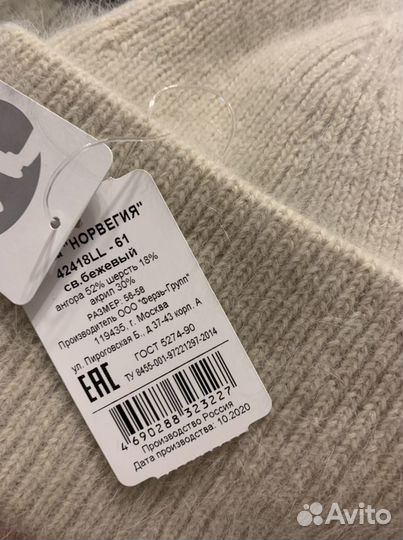 "НОРВЕГИЯ"
42418LL - 61
св.бежевый
ангора 52% шерсть 18%
акрил 30%
РАЗМЕР: 56-58
Производитель ООО "Ферзь-Групп"
119435, г. Москва
ул. Пироговская Б., д 37-43 корп. А
ГОСТ 5274-90
ТУ 8455-001-97221297-2014
EAC
4 690288 323227
Производство Россия
Дата производства: 10.2020
Avito